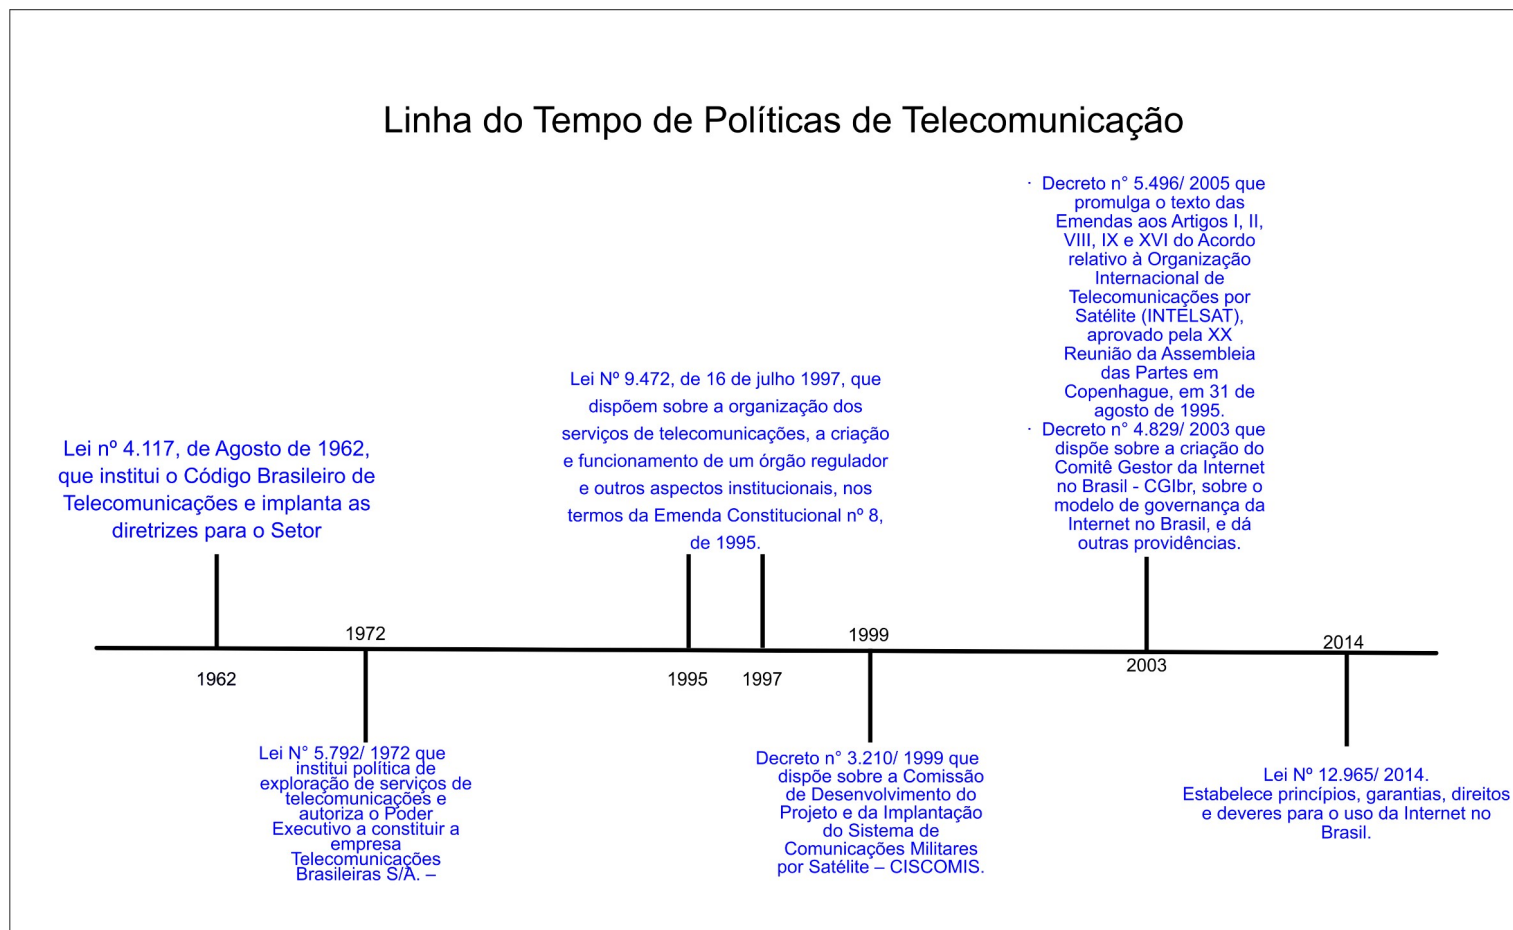 Linha do Tempo de Políticas de Telecomunicação
· Decreto n° 5.496/ 2005 que
promulga o texto das
Emendas aos Artigos I, II,
VIII, IX e XVI do Acordo
relativo à Organização
Internacional de
Telecomunicações por
Satélite (INTELSAT),
aprovado pela XX
Reunião da Assembleia
das Partes em
Copenhague, em 31 de
agosto de 1995.
· Decreto n° 4.829/ 2003 que
dispõe sobre a criação do
Comitê Gestor da Internet
no Brasil - CGIbr, sobre o
modelo de governança da
Internet no Brasil, e dá
outras providências.
Lei Nº 9.472, de 16 de julho 1997, que
dispõem sobre a organização dos
serviços de telecomunicações, a criação
e funcionamento de um órgão regulador
e outros aspectos institucionais, nos
termos da Emenda Constitucional nº 8,
de 1995.
Lei nº 4.117, de Agosto de 1962,
que institui o Código Brasileiro de
Telecomunicações e implanta as
diretrizes para o Setor
1962
1972
1995
1997
1999
2003
2014
Lei N° 5.792/ 1972 que
institui política de
exploração de serviços de
telecomunicações e
autoriza o Poder
Executivo a constituir a
empresa
Telecomunicações
Brasileiras S/A. –
Decreto n° 3.210/ 1999 que
dispõe sobre a Comissão
de Desenvolvimento do
Projeto e da Implantação
do Sistema de
Comunicações Militares
por Satélite – CISCOMIS.
Lei Nº 12.965/ 2014.
Estabelece princípios, garantias, direitos
e deveres para o uso da Internet no
Brasil.